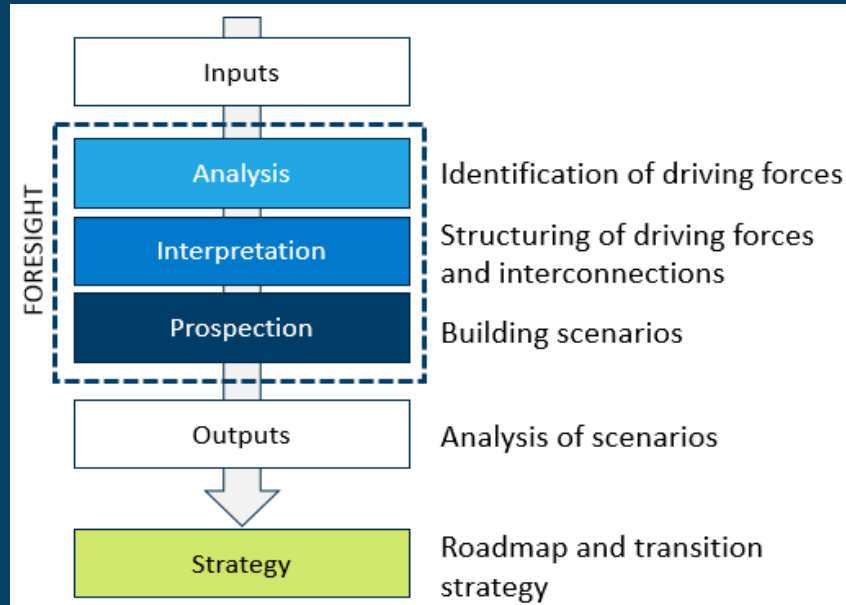 Inputs
FORESIGHT
Analysis
Identification of driving forces
Interpretation
Structuring of driving forces
and interconnections
Prospection
Building scenarios
Outputs
Analysis of scenarios
Strategy
Roadmap and transition
strategy